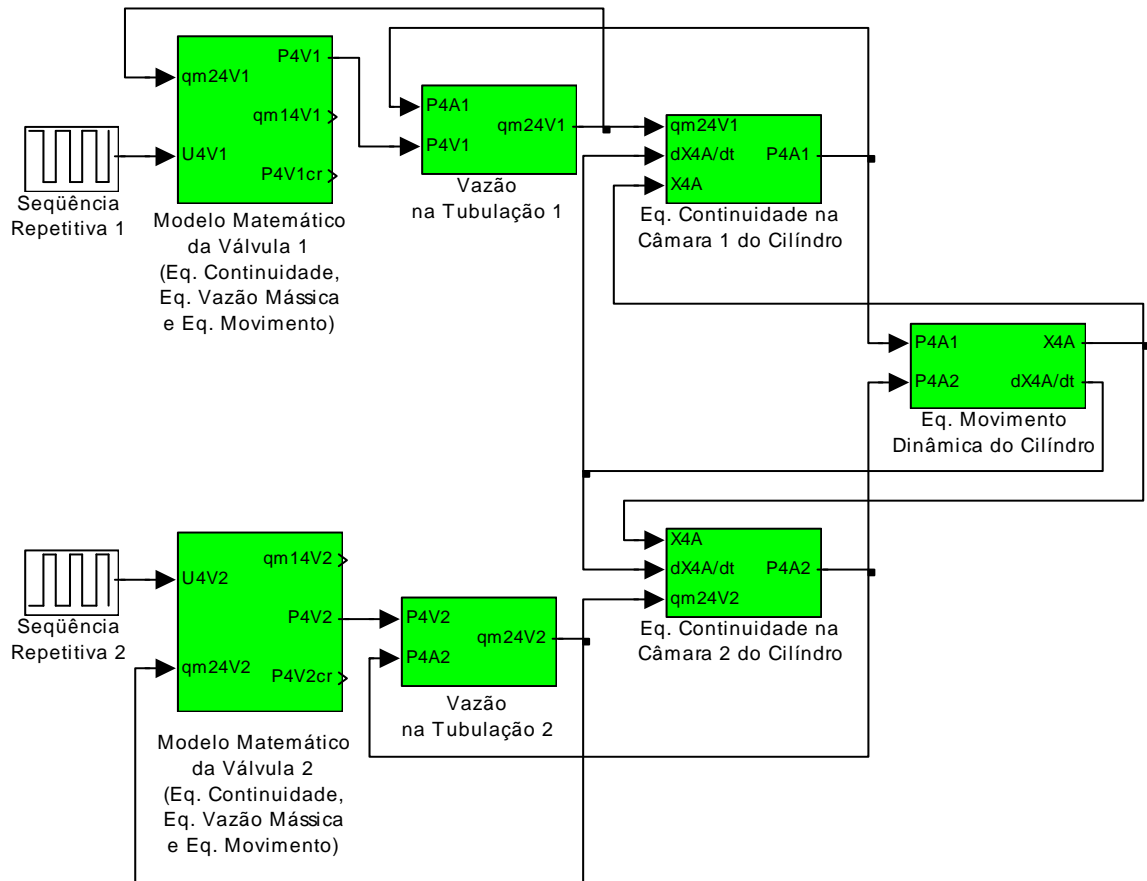 qm24V1
U4V1
P4V1
qm14V1
P4V1cr
Seqüência
Repetitiva 1
Modelo Matemático
da Válvula 1
(Eq. Continuidade,
Eq. Vazão Mássica
e Eq. Movimento)
P4A1
P4V1
qm24V1
Vazão
na Tubulação 1
qm24V1
dX4A/dt
X4A
P4A1
Eq. Continuidade na
Câmara 1 do Cilíndro
P4A1
P4A2
X4A
dX4A/dt
Eq. Movimento
Dinâmica do Cilíndro
U4V2
qm24V2
qm14V2
P4V2
P4V2cr
Seqüência
Repetitiva 2
Modelo Matemático
da Válvula 2
(Eq. Continuidade,
Eq. Vazão Mássica
e Eq. Movimento)
P4V2
P4A2
qm24V2
Vazão
na Tubulação 2
X4A
dX4A/dt
qm24V2
P4A2
Eq. Continuidade na
Câmara 2 do Cilíndro